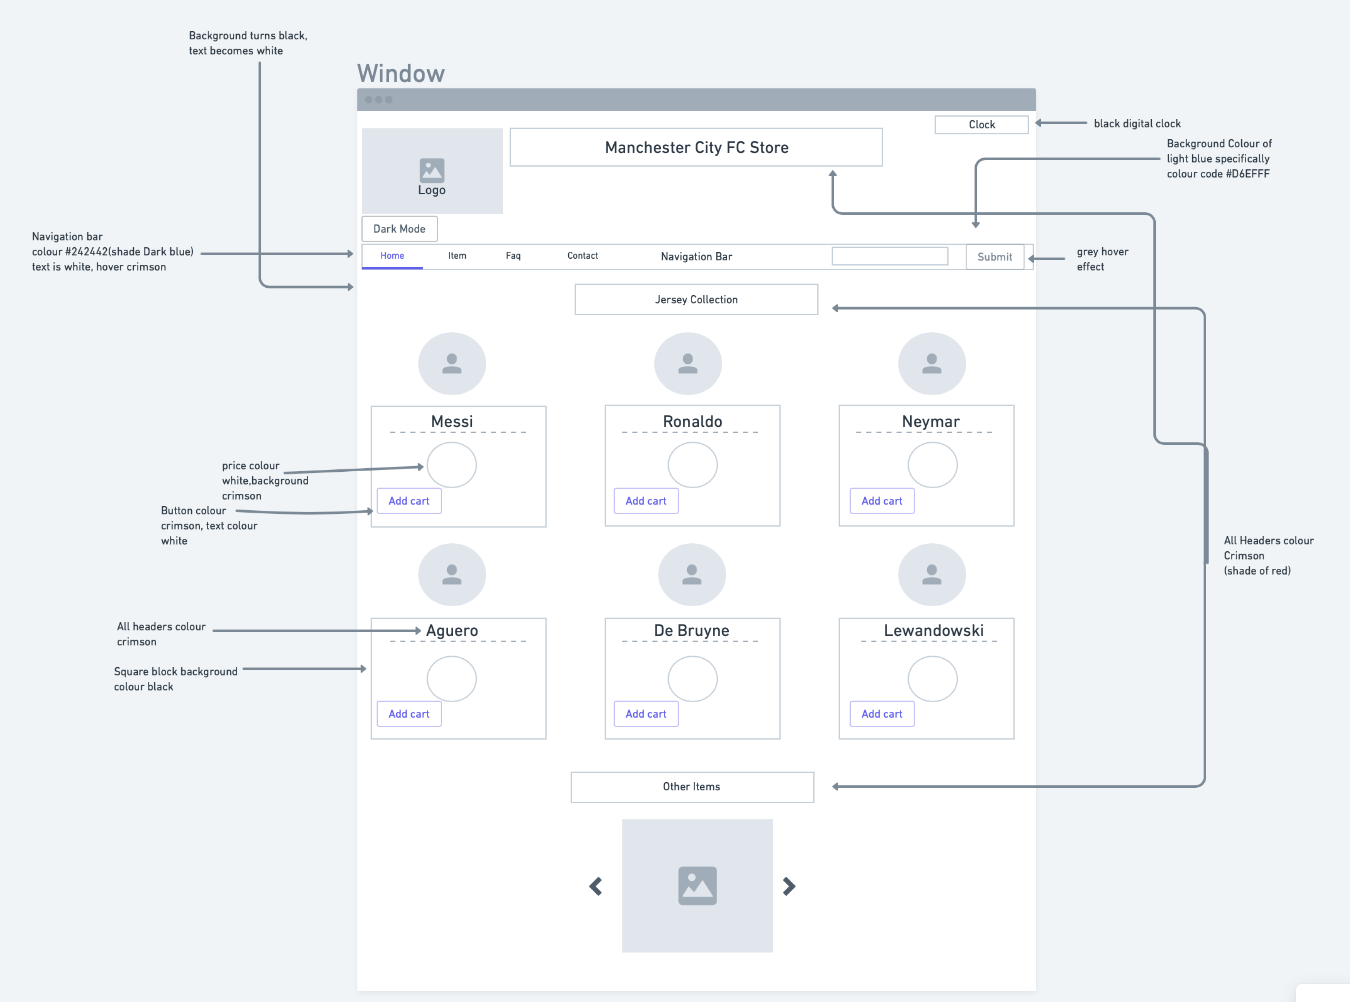 Background turns black,
text becomes white
Window
Clock
black digital clock
Manchester City FC Store
Background Colour of
light blue specifically
colour code #D6EFFF
Logo
Dark Mode
Navigation bar
colour #242442(shade Dark blue)
text is white, hover crimson
Home
Item
Faq
Contact
Navigation Bar
Submit
grey hover
effect
Jersey Collection
Messi
Ronaldo
Neymar
price colour
white,background
crimson
Add cart
Add cart
Add cart
Button colour
crimson, text colour
white
All Headers colour
Crimson
(shade of red)
All headers colour
crimson
Aguero
De Bruyne
Lewandowski
Square block background
colour black
Add cart
Add cart
Add cart
Other Items